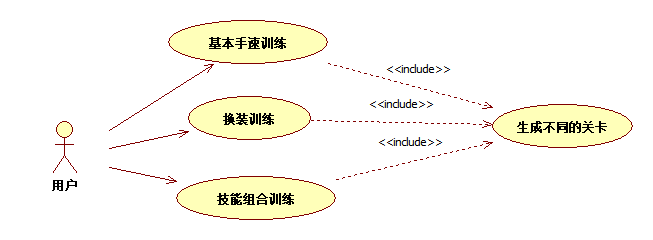 基本手速训练
<<include>>
<<include>>
换装训练
生成不同的关卡
<<include>>
用户
技能组合训练